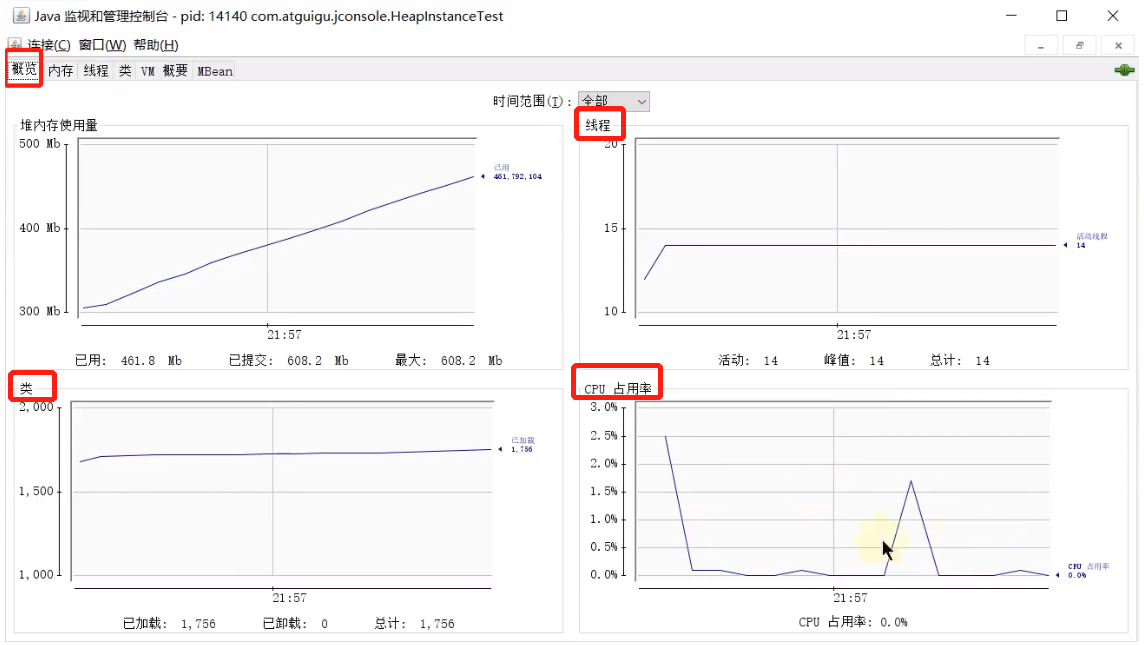 Java 监视和管理控制台 - pid: 14140 com.atguigu.jconsole.HeapInstanceTest
连接(C) 窗口(W) 帮助(H)
概览 内存 线程 类 VM 概要 MBean
时间范围(I): 全部
堆内存使用量
500 Mb
400 Mb
300 Mb
已用
461,792,104
21:57
已用: 461.8 Mb 已提交: 608.2 Mb 最大: 608.2 Mb
线程
20
15
10
活动线程
14
21:57
活动: 14 峰值: 14 总计: 14
类
2,000
1,500
1,000
已加载
1,756
21:57
已加载: 1,756 已卸载: 0 总计: 1,756
CPU 占用率
3.0%
2.5%
2.0%
1.5%
1.0%
0.5%
0.0%
CPU 占用率
0.0%
21:57
CPU 占用率: 0.0%